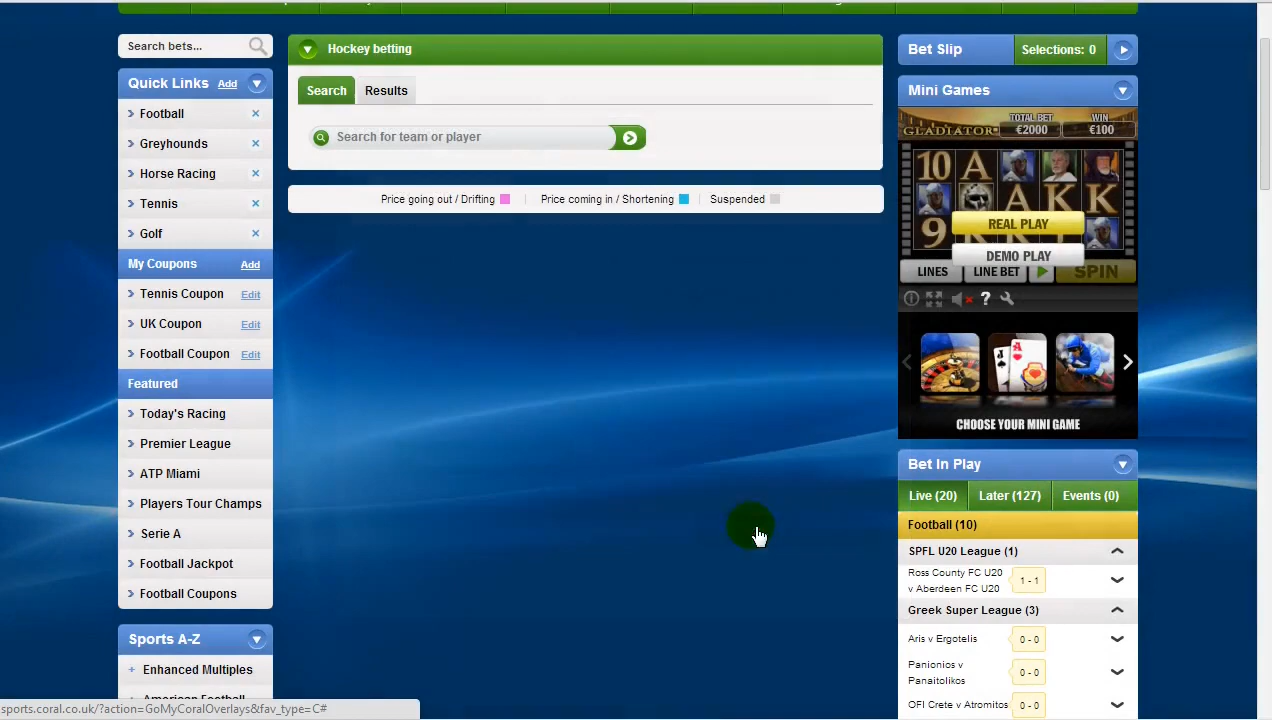 Search bets...
Quick Links Add
Football
Greyhounds
Horse Racing
Tennis
Golf
My Coupons Add
Tennis Coupon Edit
UK Coupon Edit
Football Coupon Edit
Featured
Today's Racing
Premier League
ATP Miami
Players Tour Champs
Serie A
Football Jackpot
Football Coupons
Sports A-Z
Enhanced Multiples
American Football
sports.coral.co.uk/?action=GoMyCoralOverlays&fav_type=C#
Hockey betting
Search Results
Search for team or player
Price going out / Drifting
Price coming in / Shortening
Suspended
Bet Slip Selections: 0
Mini Games
GLADIATOR
TOTAL BET
€2000
WIN
€100
10 A
A K K
9 K
REAL PLAY
DEMO PLAY
LINES LINE BET SPIN
?
CHOOSE YOUR MINI GAME
Bet In Play
Live (20) Later (127) Events (0)
Football (10)
SPFL U20 League (1)
Ross County FC U20
v Aberdeen FC U20
1 - 1
Greek Super League (3)
Aris v Ergotelis 0 - 0
Panionios v
Panaitolikos
0 - 0
OFI Crete v Atromitos 0 - 0